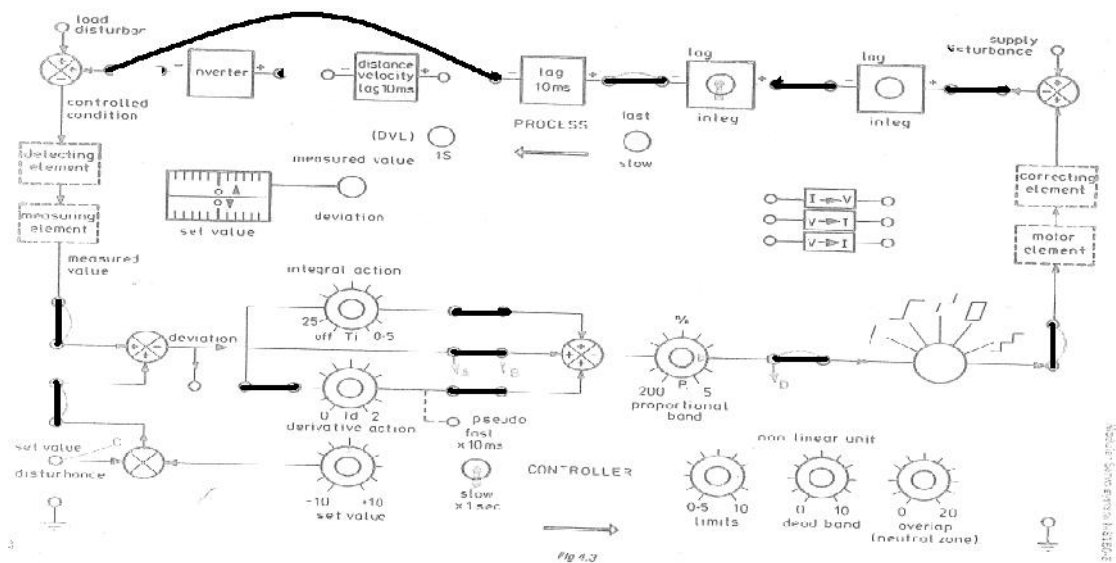 load
supply
lag
lag
distance
velocity
lag 10ms
lag
10ms
nverter
controlled
condition
integ
integ
PROCESS
(DVL)
1S
slow
measured value
deviation
set value
detecting
element
measuring
element
correcting
element
motor
element
I → V
V → I
measured
value
integral action
25
off Ti 0-5
deviation
%
200 P. 5
proportional
band
D
0 Td 2
derivative action
pseudo
fast
x10ms
slow
x1sec
CONTROLLER
non linear unit
set value
disturbance
C
-10 +10
set value
0-5 10
limits
0 10
dead band
0 20
overlap
(neutral zone)
Fig 4.3